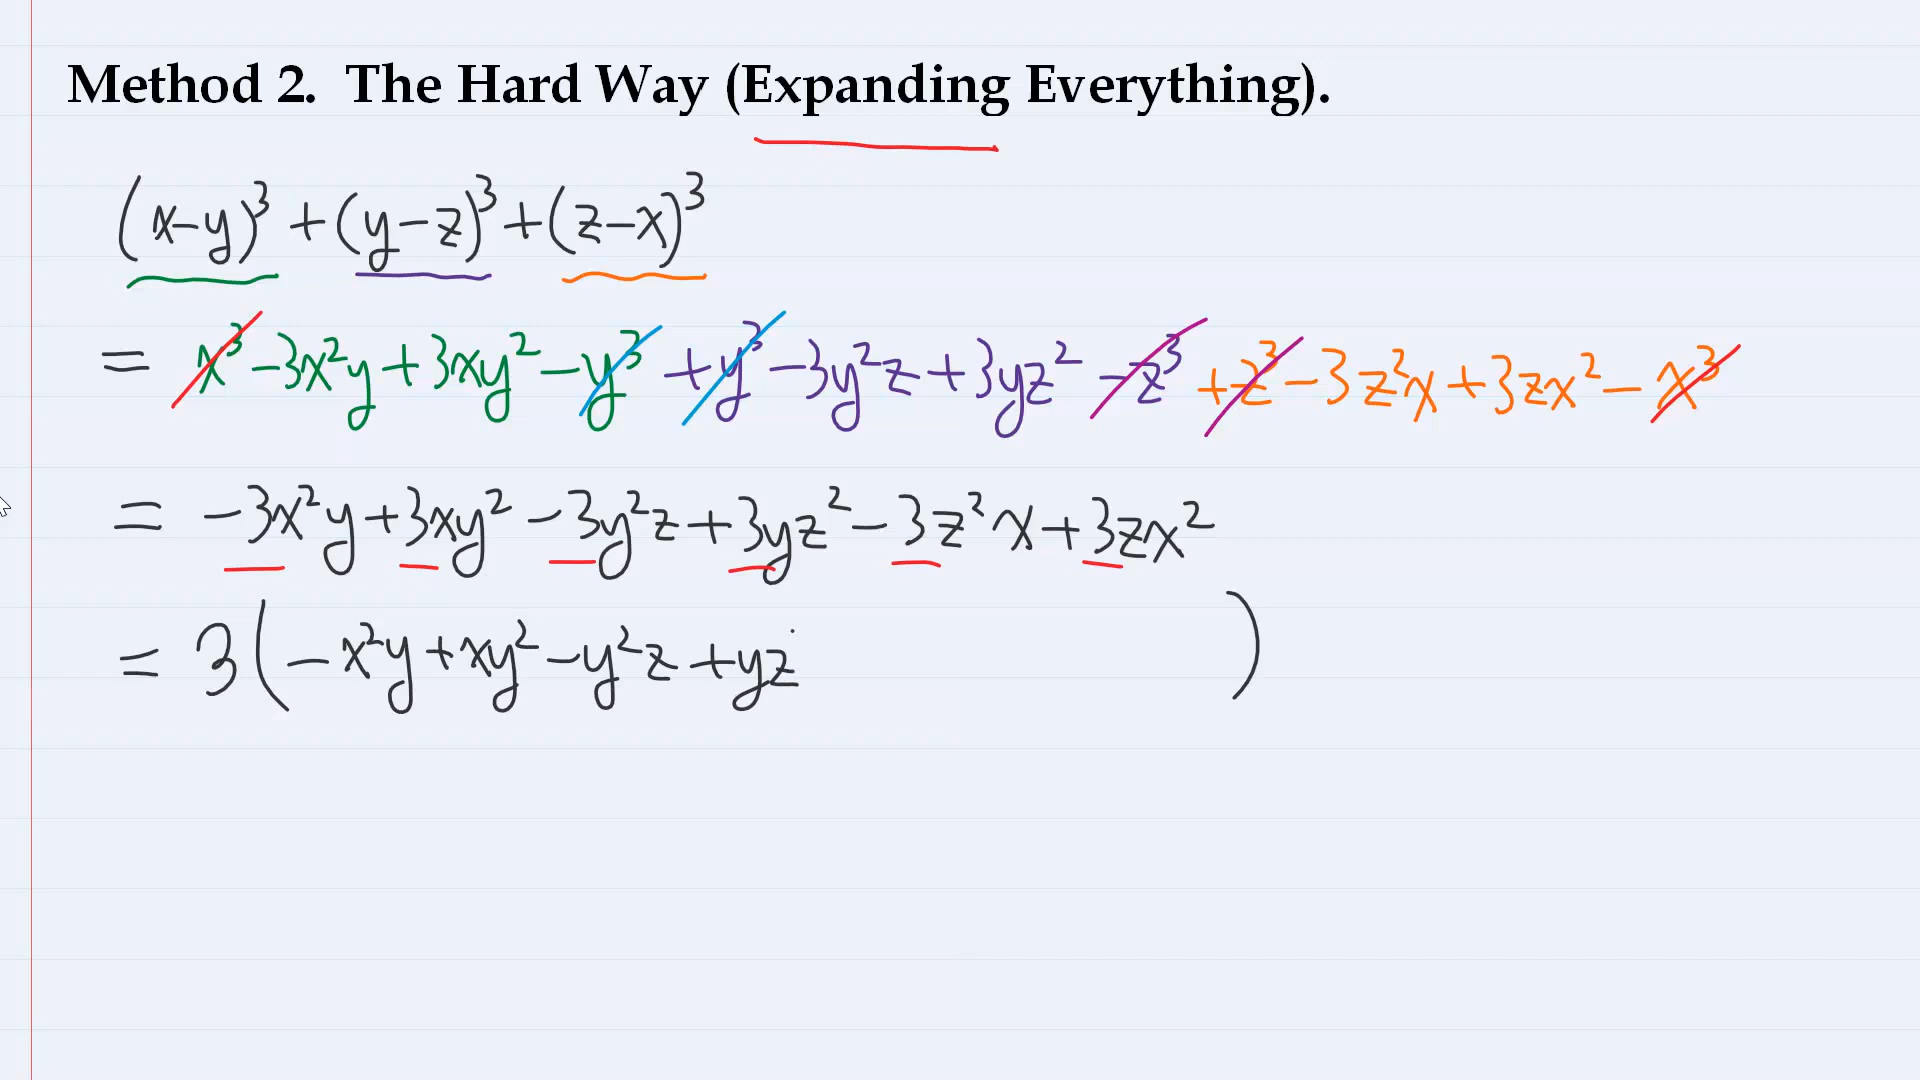 Method 2. The Hard Way (Expanding Everything).
(x-y)³+(y-z)³+(z-x)³
= x³-3x²y+3xy²-y³+y³-3y²z+3yz²-z³+z³-3z²x+3zx²-x³
= -3x²y+3xy²-3y²z+3yz²-3z²x+3zx²
= 3(-x²y+xy²-y²z+yz )